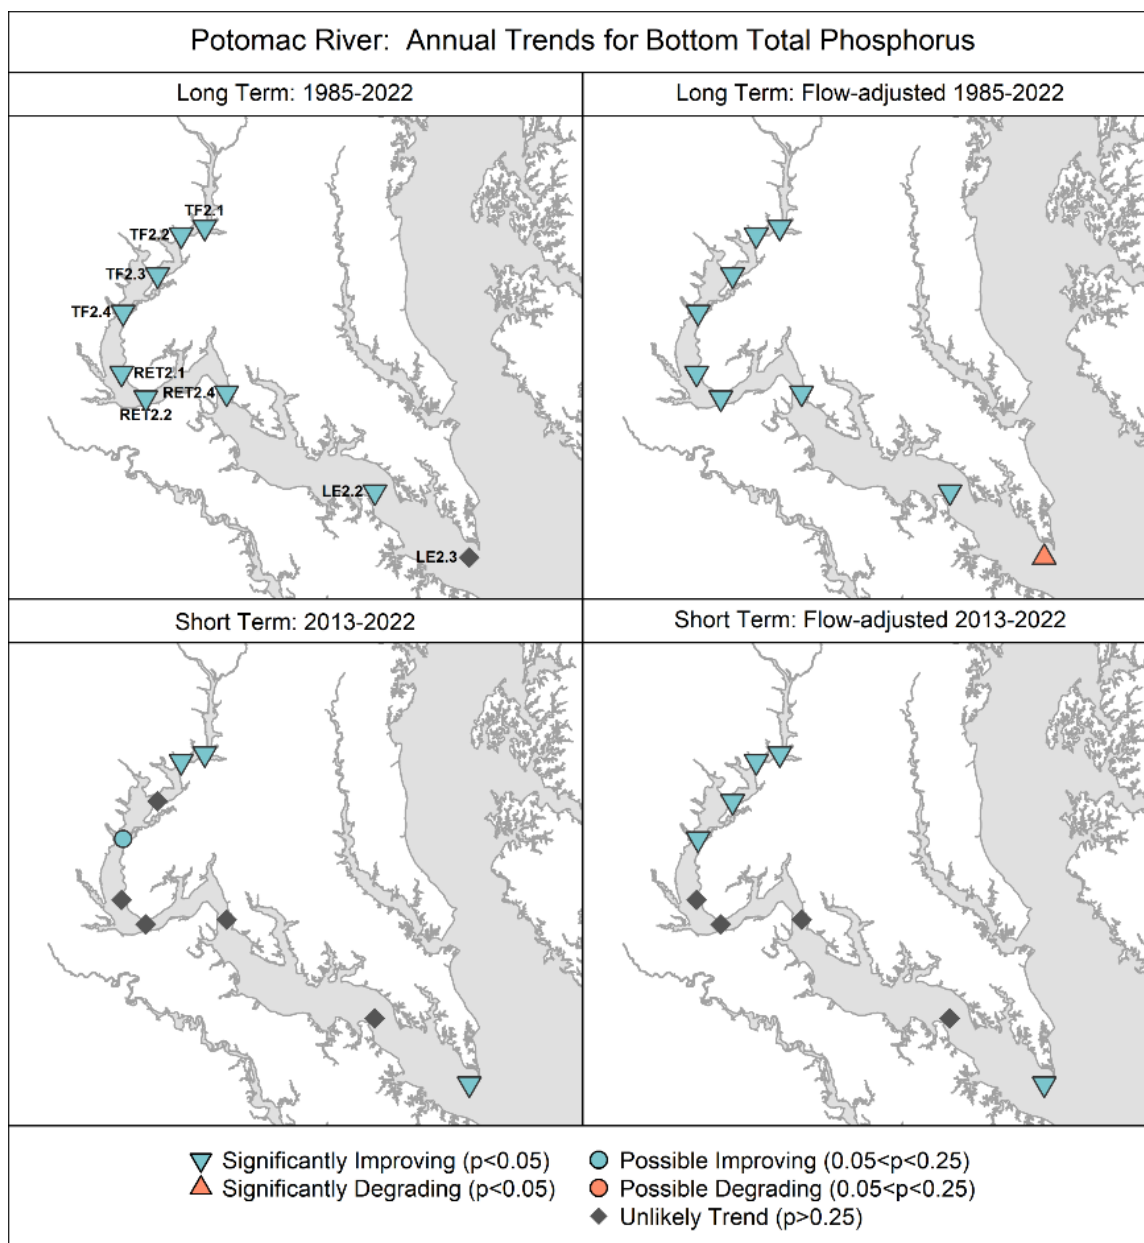 Potomac River: Annual Trends for Bottom Total Phosphorus
Long Term: 1985-2022
Long Term: Flow-adjusted 1985-2022
TF2.1
TF2.2
TF2.3
TF2.4
RET2.1
RET2.4
RET2.2
LE2.2
LE2.3
Short Term: 2013-2022
Short Term: Flow-adjusted 2013-2022
Significantly Improving (p<0.05)
Significantly Degrading (p<0.05)
Possible Improving (0.05<p<0.25)
Possible Degrading (0.05<p<0.25)
Unlikely Trend (p>0.25)